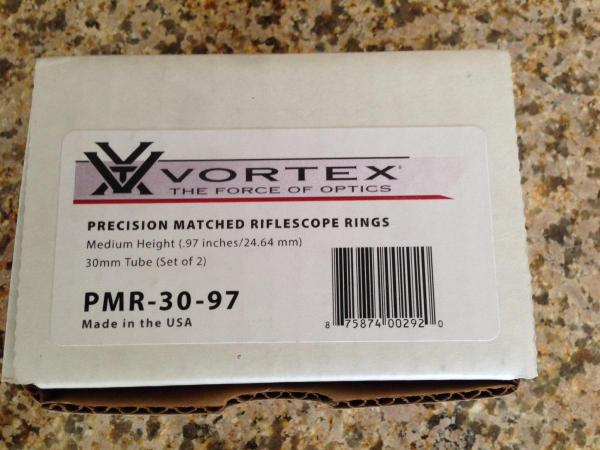 VORTEX®
THE FORCE OF OPTICS
PRECISION MATCHED RIFLESCOPE RINGS
Medium Height (.97 inches/24.64 mm)
30mm Tube (Set of 2)
PMR-30-97
Made in the USA
8 75874 00292 0